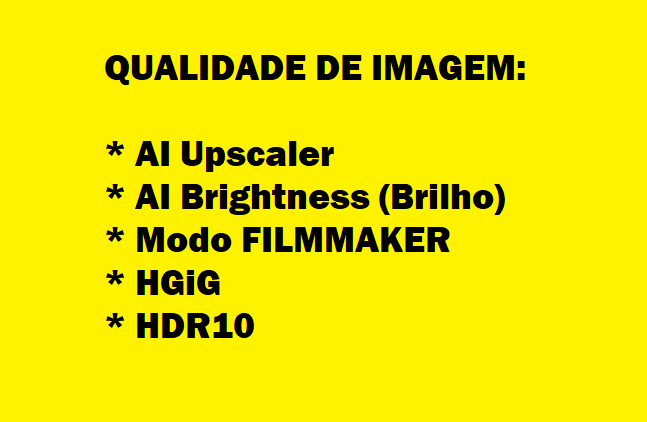 QUALIDADE DE IMAGEM:
* AI Upscaler
* AI Brightness (Brilho)
* Modo FILMMAKER
* HGiG
* HDR10